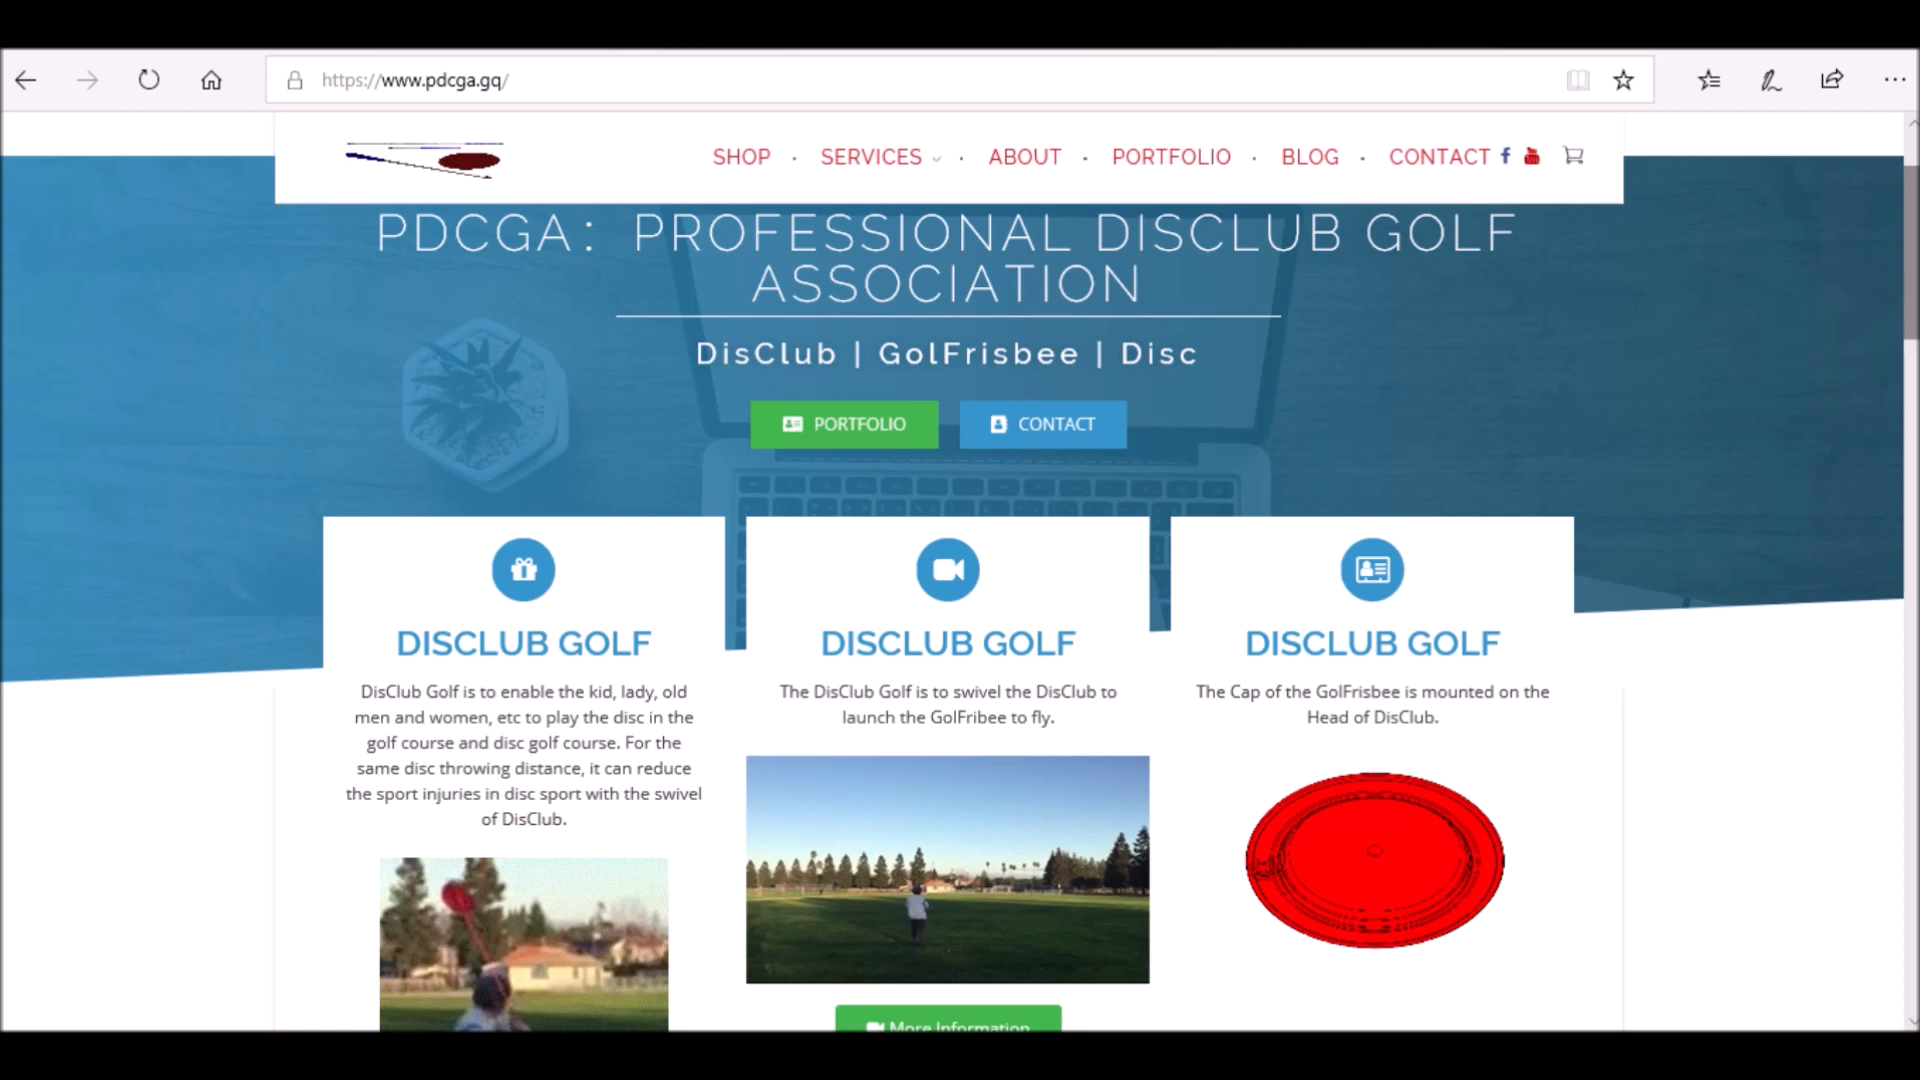 https://www.pdcga.gq/
SHOP · SERVICES · ABOUT · PORTFOLIO · BLOG · CONTACT
PDCGA: PROFESSIONAL DISCLUB GOLF
ASSOCIATION
DisClub | GolFrisbee | Disc
PORTFOLIO
CONTACT
DISCLUB GOLF
DisClub Golf is to enable the kid, lady, old
men and women, etc to play the disc in the
golf course and disc golf course. For the
same disc throwing distance, it can reduce
the sport injuries in disc sport with the swivel
of DisClub.
DISCLUB GOLF
The DisClub Golf is to swivel the DisClub to
launch the GolFribee to fly.
More Information
DISCLUB GOLF
The Cap of the GolFrisbee is mounted on the
Head of DisClub.